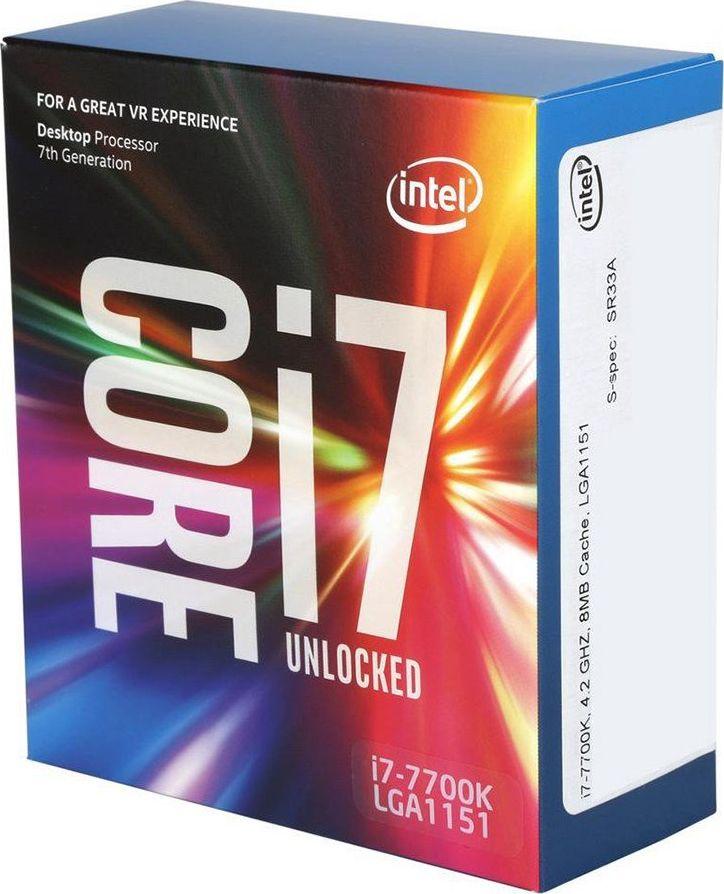 FOR A GREAT VR EXPERIENCE
Desktop Processor
7th Generation
intel
CORE i7
UNLOCKED
i7-7700K
LGA1151
intel
S-spec: SR33A
i7-7700K, 4.2 GHZ, 8MB Cache, LGA1151